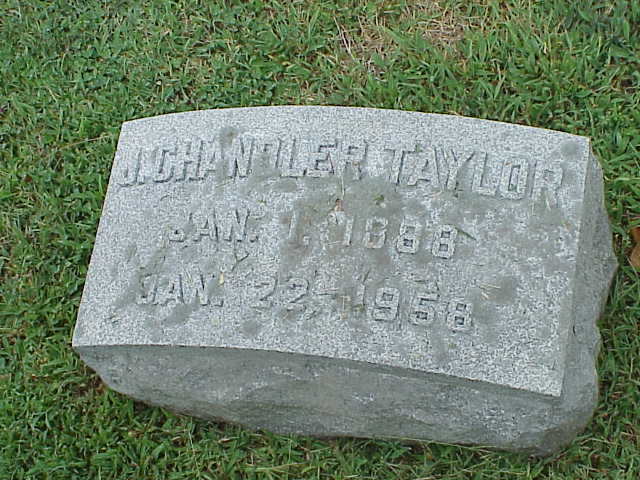 J. CHANDLER TAYLOR
JAN. 1, 1888
JAN. 22, 1958